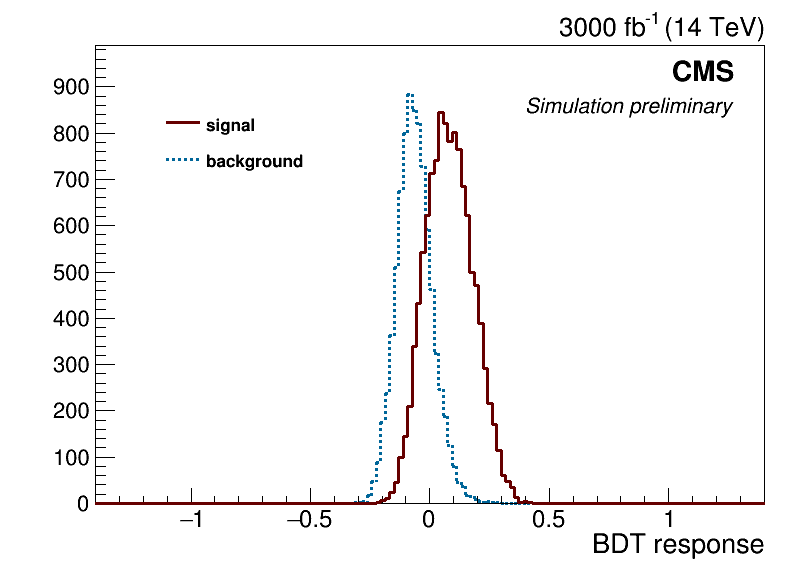 3000 fb⁻¹ (14 TeV)
CMS
Simulation preliminary
signal
background
900
800
700
600
500
400
300
200
100
0
−1 −0.5 0 0.5 1
BDT response